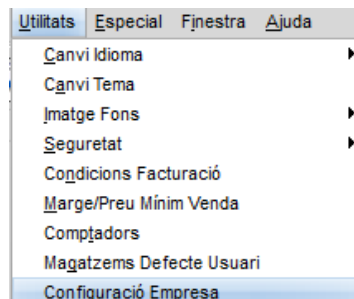 Utilitats Especial Finestra Ajuda
Canvi Idioma
Canvi Tema
Imatge Fons
Seguretat
Condicions Facturació
Marge/Preu Mínim Venda
Comptadors
Magatzems Defecte Usuari
Configuració Empresa